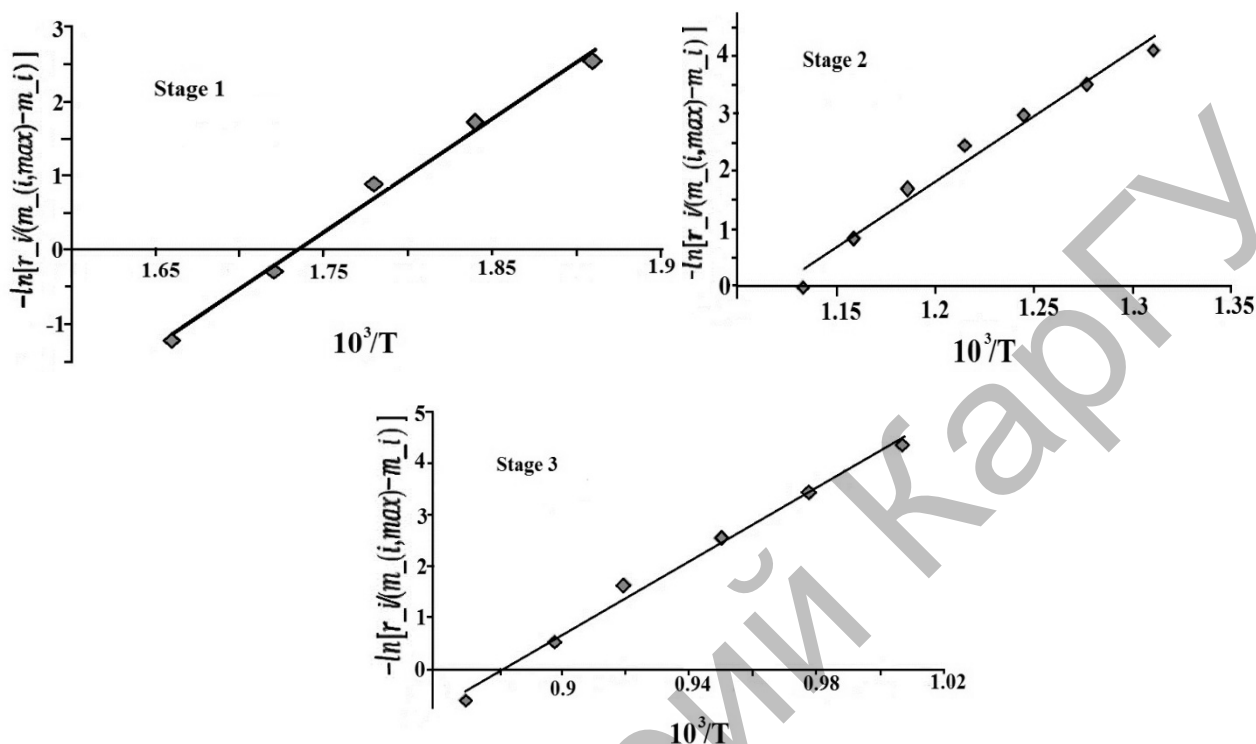 3
2
1
0
-1
-ln[r_i/(m_(i,max)-m_i)]
Stage 1
1.65
1.75
1.85
1.9
10³/T
4
3
2
1
0
-ln[r_i/(m_(i,max)-m_i)]
Stage 2
1.15
1.2
1.25
1.3
1.35
10³/T
5
4
3
2
1
0
-ln[r_i/(m_(i,max)-m_i)]
Stage 3
0.9
0.94
0.98
1.02
10³/T
КарГУ